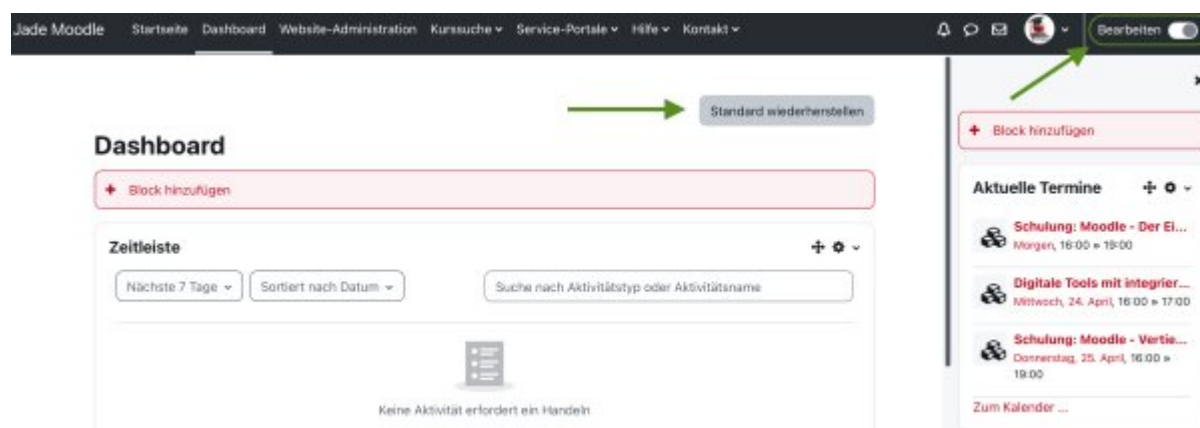 Jade Moodle Startseite Dashboard Website-Administration Kurssuche Service-Portale Hilfe Kontakt Bearbeiten
Standard wiederherstellen
Dashboard
Block hinzufügen
Zeitleiste
Nächste 7 Tage Sortiert nach Datum Suche nach Aktivitätstyp oder Aktivitätsname
Keine Aktivität erfordert ein Handeln
Block hinzufügen
Aktuelle Termine
Schulung: Moodle - Der Ei...
Morgen, 16:00 » 19:00
Digitale Tools mit integrier...
Mittwoch, 24. April, 16:00 » 17:00
Schulung: Moodle - Vertie...
Donnerstag, 25. April, 16:00 »
19:00
Zum Kalender ...